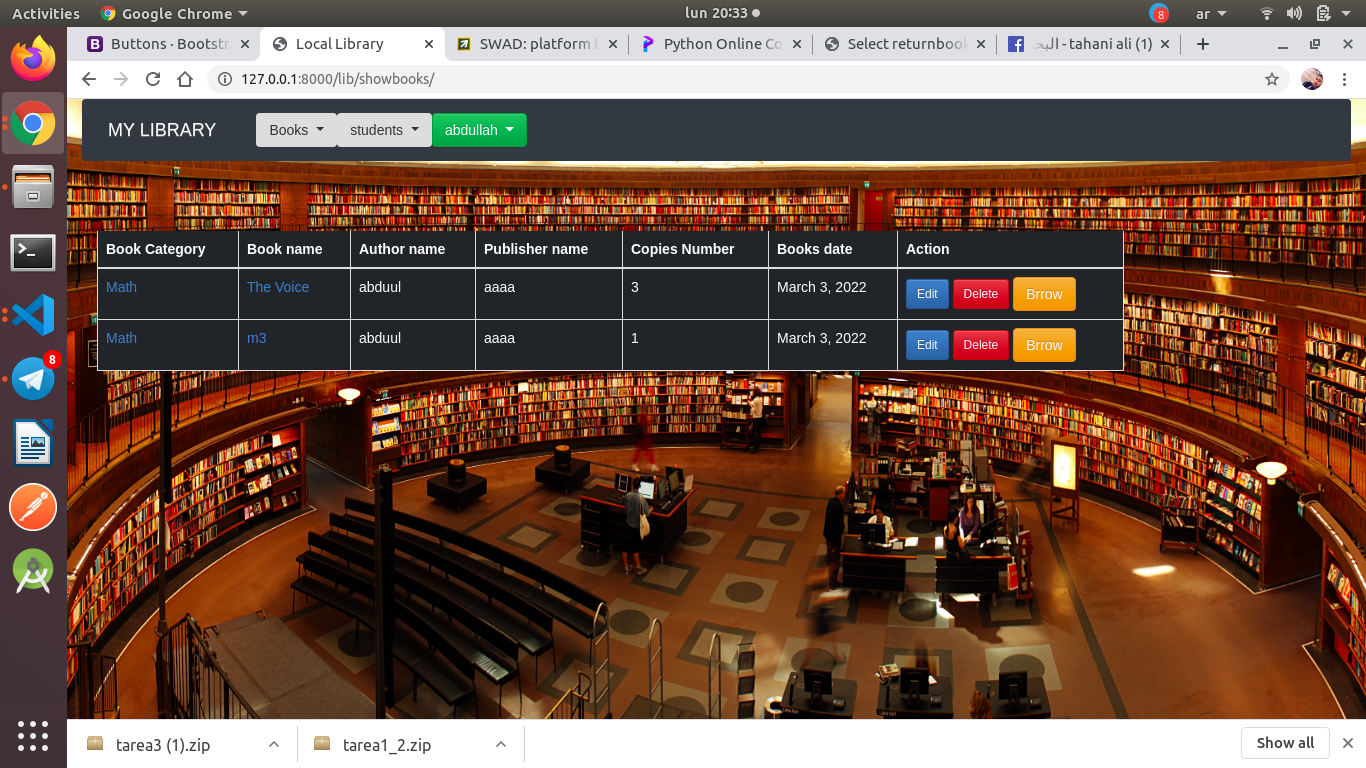 Activities Google Chrome lun 20:33 8 ar
Buttons · Bootstr Local Library SWAD: platform t Python Online Co Select returnbook البحـ - tahani ali (1)
127.0.0.1:8000/lib/showbooks/
MY LIBRARY Books students abdullah
Book Category Book name Author name Publisher name Copies Number Books date Action
Math The Voice abduul aaaa 3 March 3, 2022 Edit Delete Brrow
Math m3 abduul aaaa 1 March 3, 2022 Edit Delete Brrow
8
tarea3 (1).zip tarea1_2.zip Show all